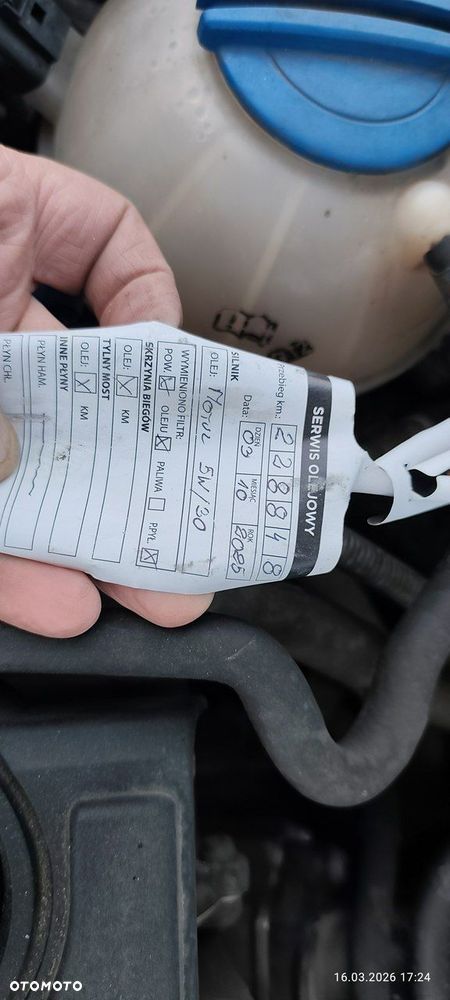 SERWIS OLEJOWY
Przebieg km.: 228848
DZIEŃ MIESIĄC ROK
Data: 03 10 2025
SILNIK
OLEJ: MOTUL 5W/30
WYMIENIONO FILTR:
POW. OLEJU PALIWA P.PYŁ.
SKRZYNIA BIEGÓW
OLEJ: KM
TYLNY MOST
OLEJ: KM
INNE PŁYNY
PŁYN HAM.
PŁYN CHŁ.
16.03.2026 17:24
OTOMOTO